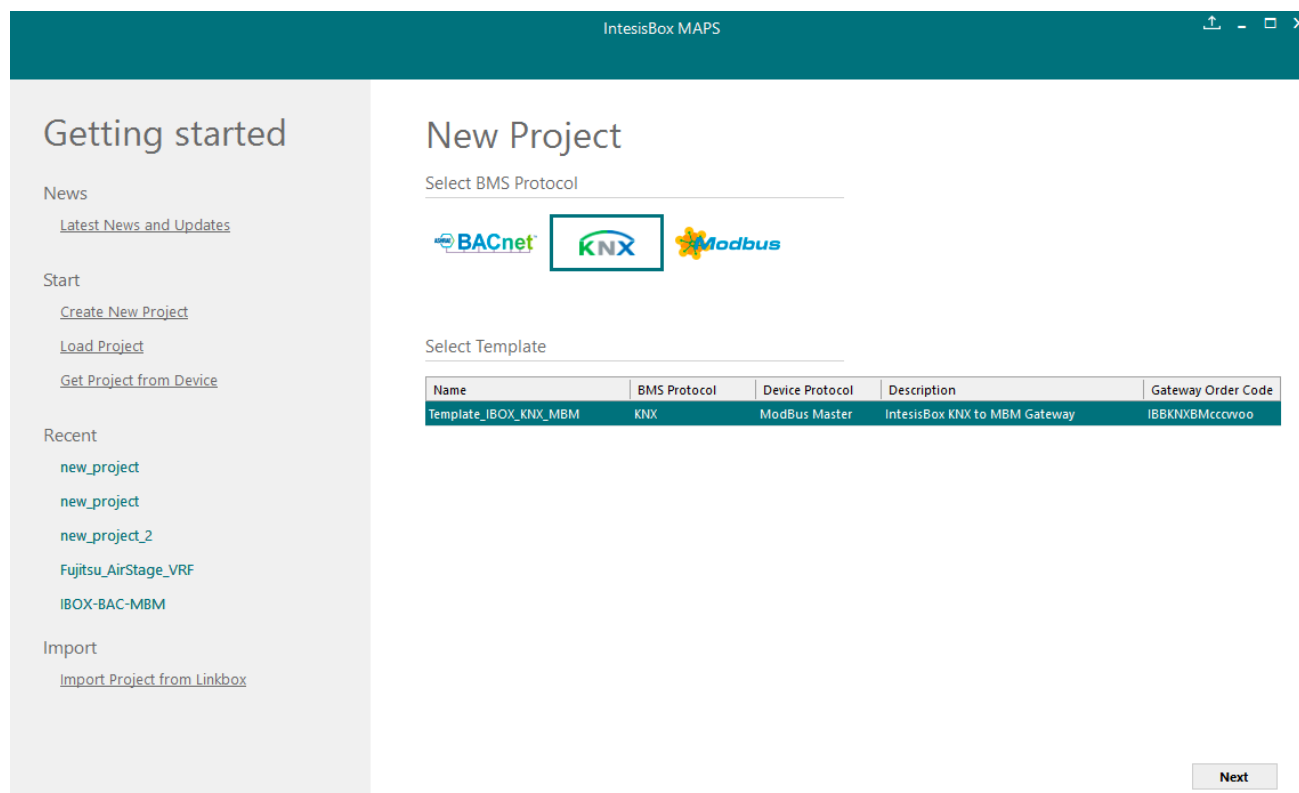 IntesisBox MAPS
Getting started
News
Latest News and Updates
Start
Create New Project
Load Project
Get Project from Device
Recent
new_project
new_project
new_project_2
Fujitsu_AirStage_VRF
IBOX-BAC-MBM
Import
Import Project from Linkbox
New Project
Select BMS Protocol
BACnet KNX Modbus
Select Template
Name BMS Protocol Device Protocol Description Gateway Order Code
Template_IBOX_KNX_MBM KNX ModBus Master IntesisBox KNX to MBM Gateway IBBKNXBMcccvvoo
Next